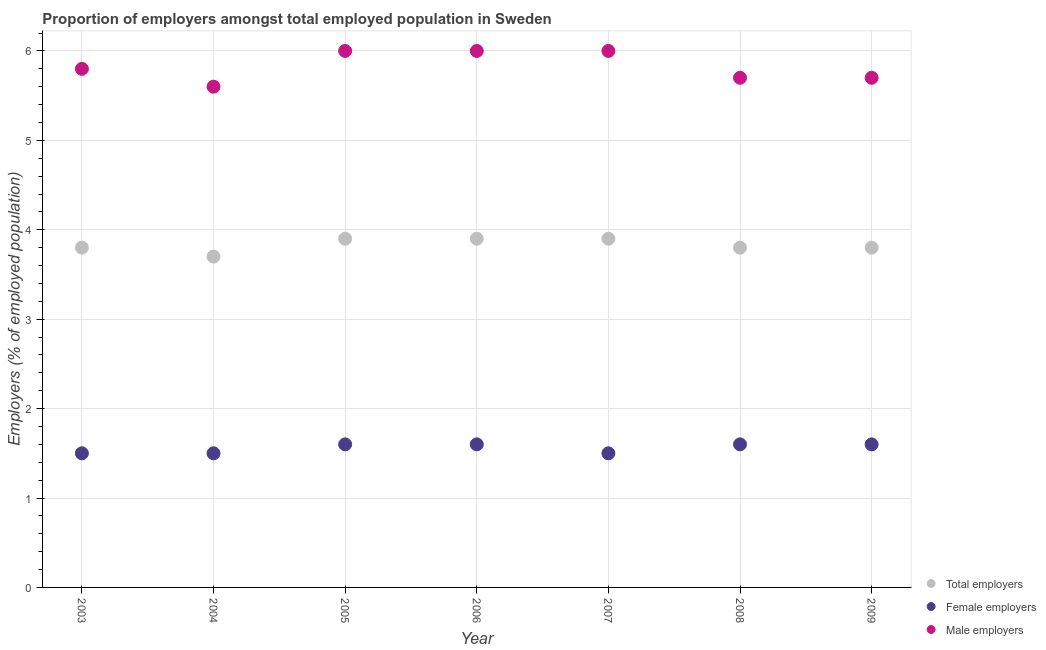 Proportion of employers amongst total employed population in Sweden
Employers (% of employed population)
6
5
4
3
2
1
0
2003
2004
2005
2006
2007
2008
2009
Year
Total employers
Female employers
Male employers